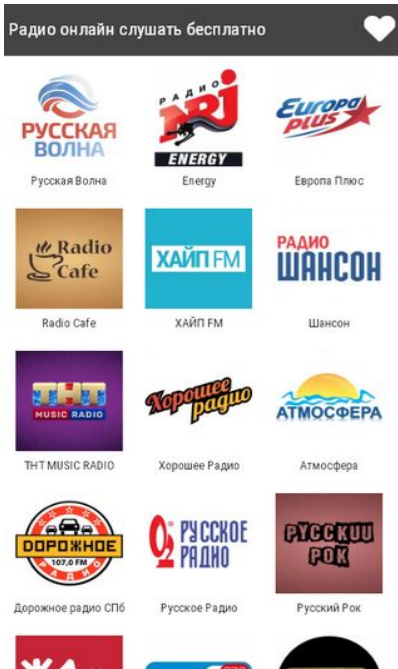 Радио онлайн слушать бесплатно
РУССКАЯ
ВОЛНА
Русская Волна
РАДИО
NRJ
ENERGY
Energy
Europa
PLUS
Европа Плюс
Radio
Cafe
Radio Cafe
ХАЙП FM
ХАЙП FM
РАДИО
ШАНСОН
Шансон
ТНТ
MUSIC RADIO
ТНТ MUSIC RADIO
Хорошее
радио
Хорошее Радио
АТМОСФЕРА
Атмосфера
ДОРОЖНОЕ
107,0 FM
РАДИО
Дорожное радио СПб
РУССКОЕ
РАДИО
Русское Радио
РУССКИЙ
РОК
Русский Рок